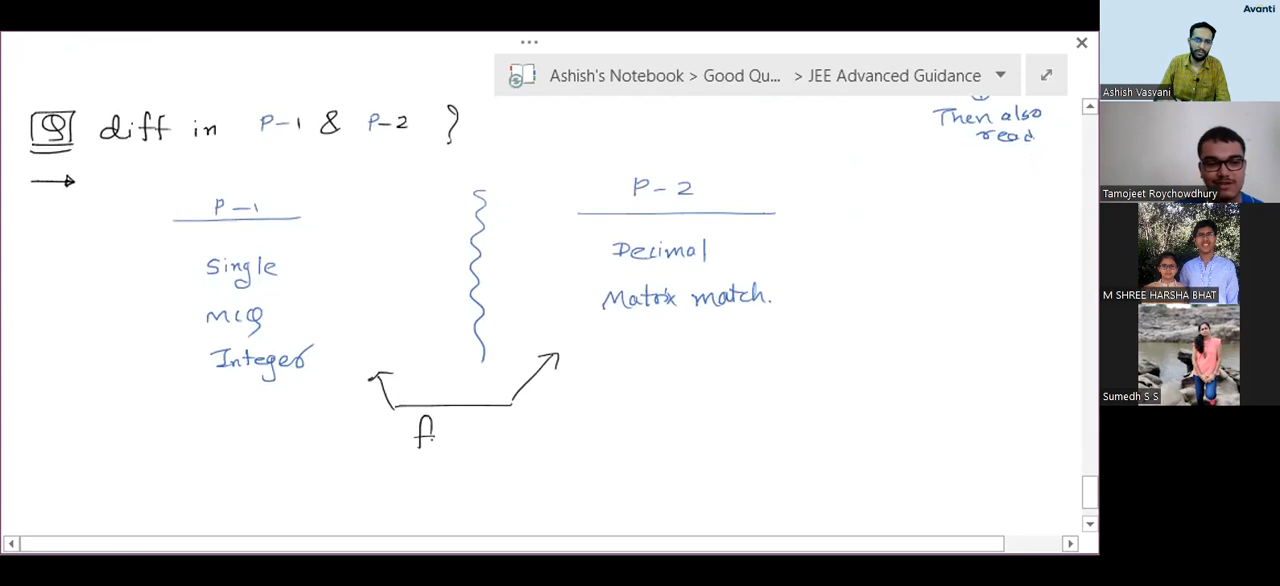 Avanti
Ashish's Notebook > Good Qu... > JEE Advanced Guidance
Ashish Vasvani
Then also
read
Q diff in P-1 & P-2 ?
P-1
P-2
Single
Decimal
MCQ
Matrix match.
Integer
Tamojeet Roychowdhury
M SHREE HARSHA BHAT
Sumedh S S